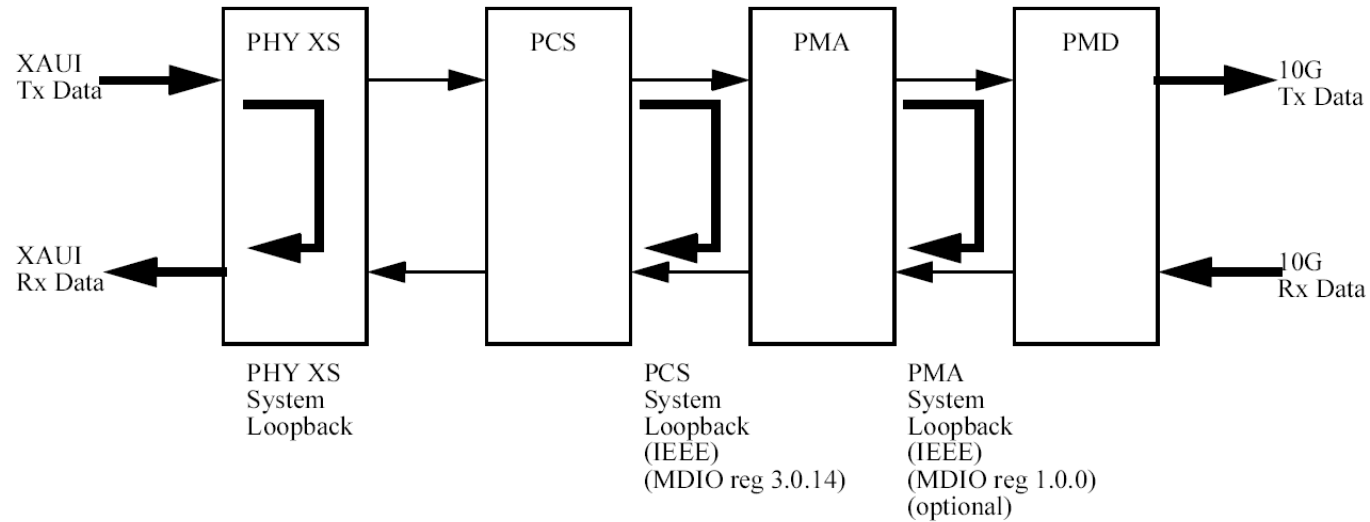 PHY XS
PCS
PMA
PMD
XAUI
Tx Data
10G
Tx Data
XAUI
Rx Data
10G
Rx Data
PHY XS
System
Loopback
PCS
System
Loopback
(IEEE)
(MDIO reg 3.0.14)
PMA
System
Loopback
(IEEE)
(MDIO reg 1.0.0)
(optional)